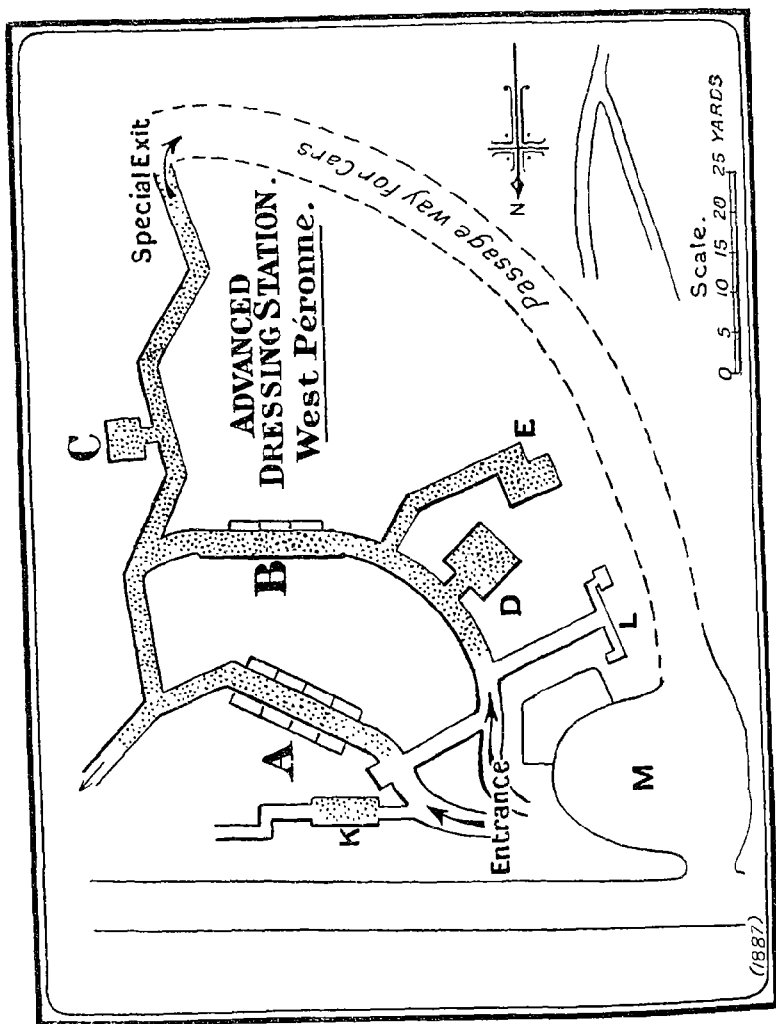 Special Exit
C
ADVANCED
DRESSING STATION.
West Péronne.
Passage way for Cars
N
B
E
D
L
A
K
Entrance
M
Scale.
0 5 10 15 20 25 YARDS
(1887)